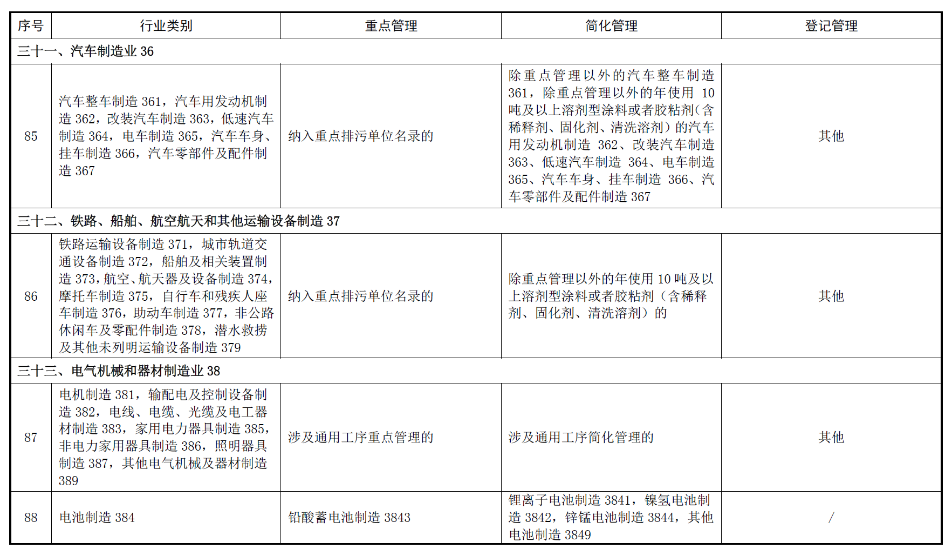 序号 行业类别 重点管理 简化管理 登记管理
三十一、汽车制造业 36
85
汽车整车制造 361，汽车用发动机制
造 362，改装汽车制造 363，低速汽车
制造 364，电车制造 365，汽车车身、
挂车制造 366，汽车零部件及配件制
造 367
纳入重点排污单位名录的
除重点管理以外的汽车整车制造
361，除重点管理以外的年使用 10
吨及以上溶剂型涂料或者胶粘剂（含
稀释剂、固化剂、清洗溶剂）的汽车
用发动机制造 362、改装汽车制造
363、低速汽车制造 364、电车制造
365、汽车车身、挂车制造 366、汽
车零部件及配件制造 367
其他
三十二、铁路、船舶、航空航天和其他运输设备制造 37
86
铁路运输设备制造 371，城市轨道交
通设备制造 372，船舶及相关装置制
造 373，航空、航天器及设备制造 374，
摩托车制造 375，自行车和残疾人座
车制造 376，助动车制造 377，非公路
休闲车及零配件制造 378，潜水救捞
及其他未列明运输设备制造 379
纳入重点排污单位名录的
除重点管理以外的年使用 10 吨及以
上溶剂型涂料或者胶粘剂（含稀释
剂、固化剂、清洗溶剂）的
其他
三十三、电气机械和器材制造业 38
87
电机制造 381，输配电及控制设备制
造 382，电线、电缆、光缆及电工器
材制造 383，家用电力器具制造 385，
非电力家用器具制造 386，照明器具
制造 387，其他电气机械及器材制造
389
涉及通用工序重点管理的
涉及通用工序简化管理的
其他
88
电池制造 384
铅酸蓄电池制造 3843
锂离子电池制造 3841，镍氢电池制
造 3842，锌锰电池制造 3844，其他
电池制造 3849
/